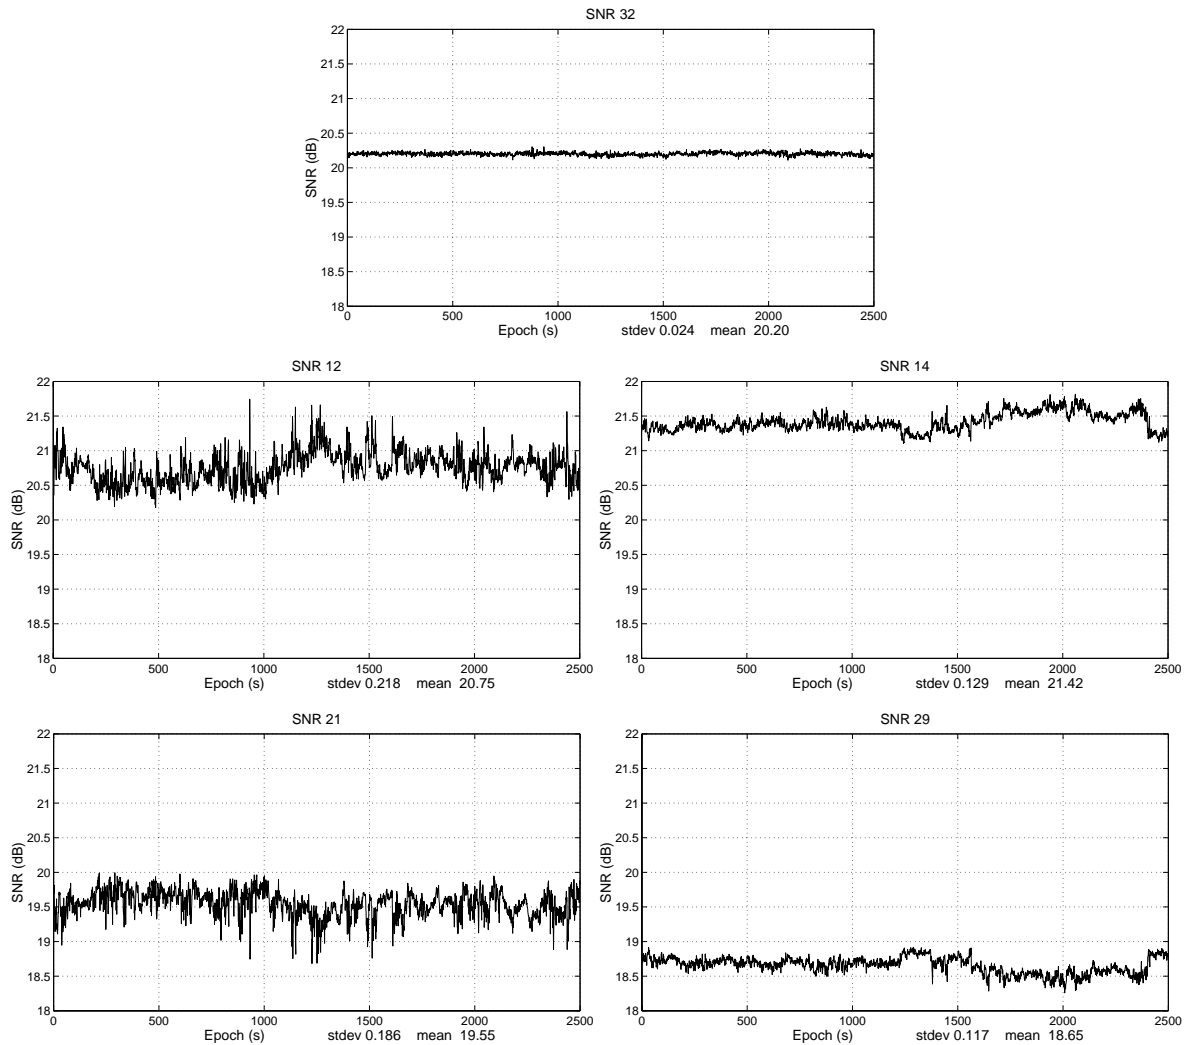 SNR 32
22
21.5
21
20.5
20
19.5
19
18.5
18
SNR (dB)
0 500 1000 1500 2000 2500
Epoch (s) stdev 0.024 mean 20.20
SNR 12
22
21.5
21
20.5
20
19.5
19
18.5
18
SNR (dB)
0 500 1000 1500 2000 2500
Epoch (s) stdev 0.218 mean 20.75
SNR 14
22
21.5
21
20.5
20
19.5
19
18.5
18
SNR (dB)
0 500 1000 1500 2000 2500
Epoch (s) stdev 0.129 mean 21.42
SNR 21
22
21.5
21
20.5
20
19.5
19
18.5
18
SNR (dB)
0 500 1000 1500 2000 2500
Epoch (s) stdev 0.186 mean 19.55
SNR 29
22
21.5
21
20.5
20
19.5
19
18.5
18
SNR (dB)
0 500 1000 1500 2000 2500
Epoch (s) stdev 0.117 mean 18.65